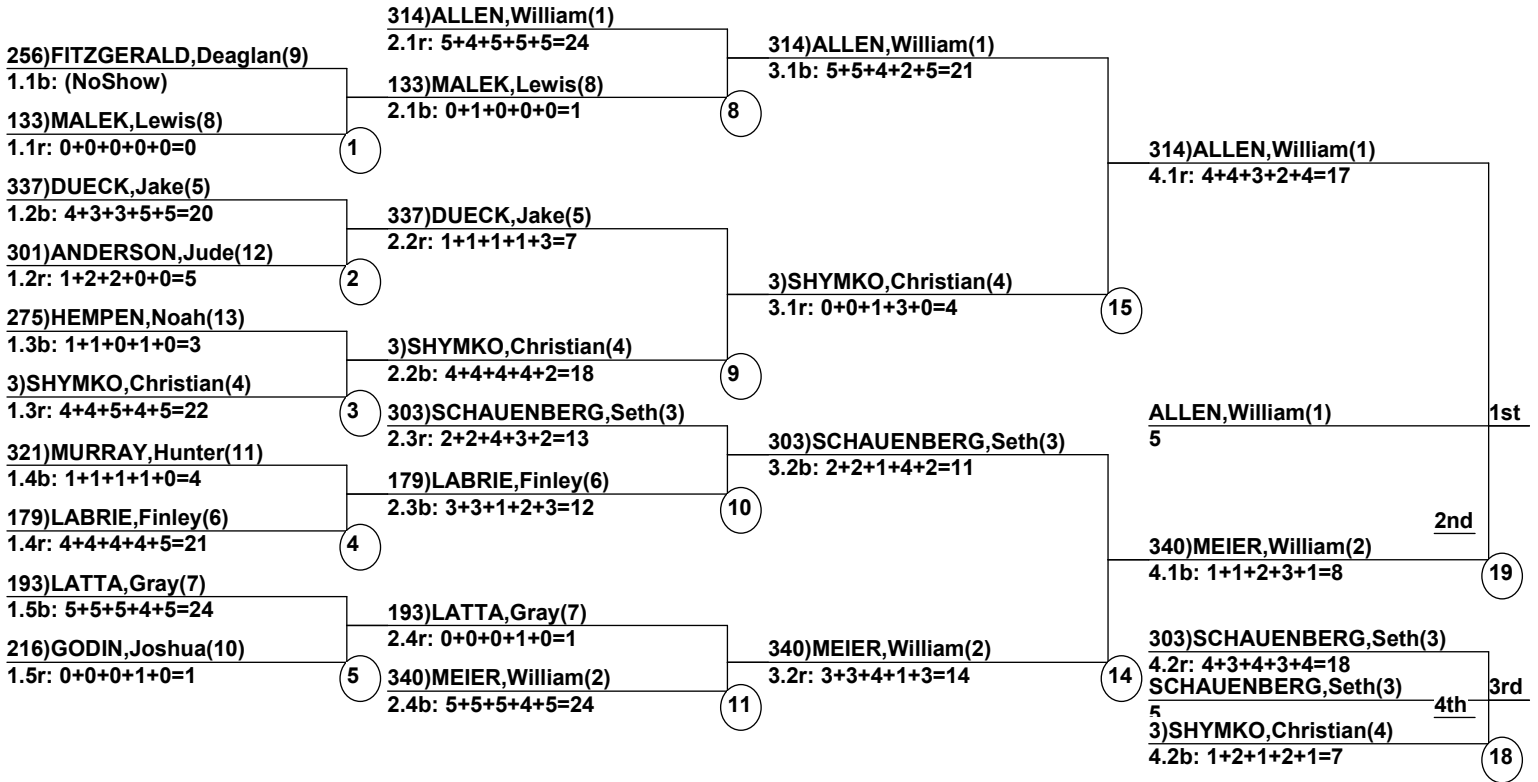 256)FITZGERALD,Deaglan(9)
1.1b: (NoShow)
133)MALEK,Lewis(8)
1.1r: 0+0+0+0+0=0
1
337)DUECK,Jake(5)
1.2b: 4+3+3+5+5=20
301)ANDERSON,Jude(12)
1.2r: 1+2+2+0+0=5
2
275)HEMPEN,Noah(13)
1.3b: 1+1+0+1+0=3
3)SHYMKO,Christian(4)
1.3r: 4+4+5+4+5=22
3
321)MURRAY,Hunter(11)
1.4b: 1+1+1+1+0=4
179)LABRIE,Finley(6)
1.4r: 4+4+4+4+5=21
4
193)LATTA,Gray(7)
1.5b: 5+5+5+4+5=24
216)GODIN,Joshua(10)
1.5r: 0+0+0+1+0=1
5
314)ALLEN,William(1)
2.1r: 5+4+5+5+5=24
133)MALEK,Lewis(8)
2.1b: 0+1+0+0+0=1
8
337)DUECK,Jake(5)
2.2r: 1+1+1+1+3=7
3)SHYMKO,Christian(4)
2.2b: 4+4+4+4+2=18
9
303)SCHAUENBERG,Seth(3)
2.3r: 2+2+4+3+2=13
179)LABRIE,Finley(6)
2.3b: 3+3+1+2+3=12
10
193)LATTA,Gray(7)
2.4r: 0+0+0+1+0=1
340)MEIER,William(2)
2.4b: 5+5+5+4+5=24
11
314)ALLEN,William(1)
3.1b: 5+5+4+2+5=21
3)SHYMKO,Christian(4)
3.1r: 0+0+1+3+0=4
15
303)SCHAUENBERG,Seth(3)
3.2b: 2+2+1+4+2=11
340)MEIER,William(2)
3.2r: 3+3+4+1+3=14
14
314)ALLEN,William(1)
4.1r: 4+4+3+2+4=17
ALLEN,William(1) 1st
5
2nd
340)MEIER,William(2)
4.1b: 1+1+2+3+1=8
19
303)SCHAUENBERG,Seth(3)
4.2r: 4+3+4+3+4=18
SCHAUENBERG,Seth(3) 3rd
5 4th
3)SHYMKO,Christian(4)
4.2b: 1+2+1+2+1=7
18